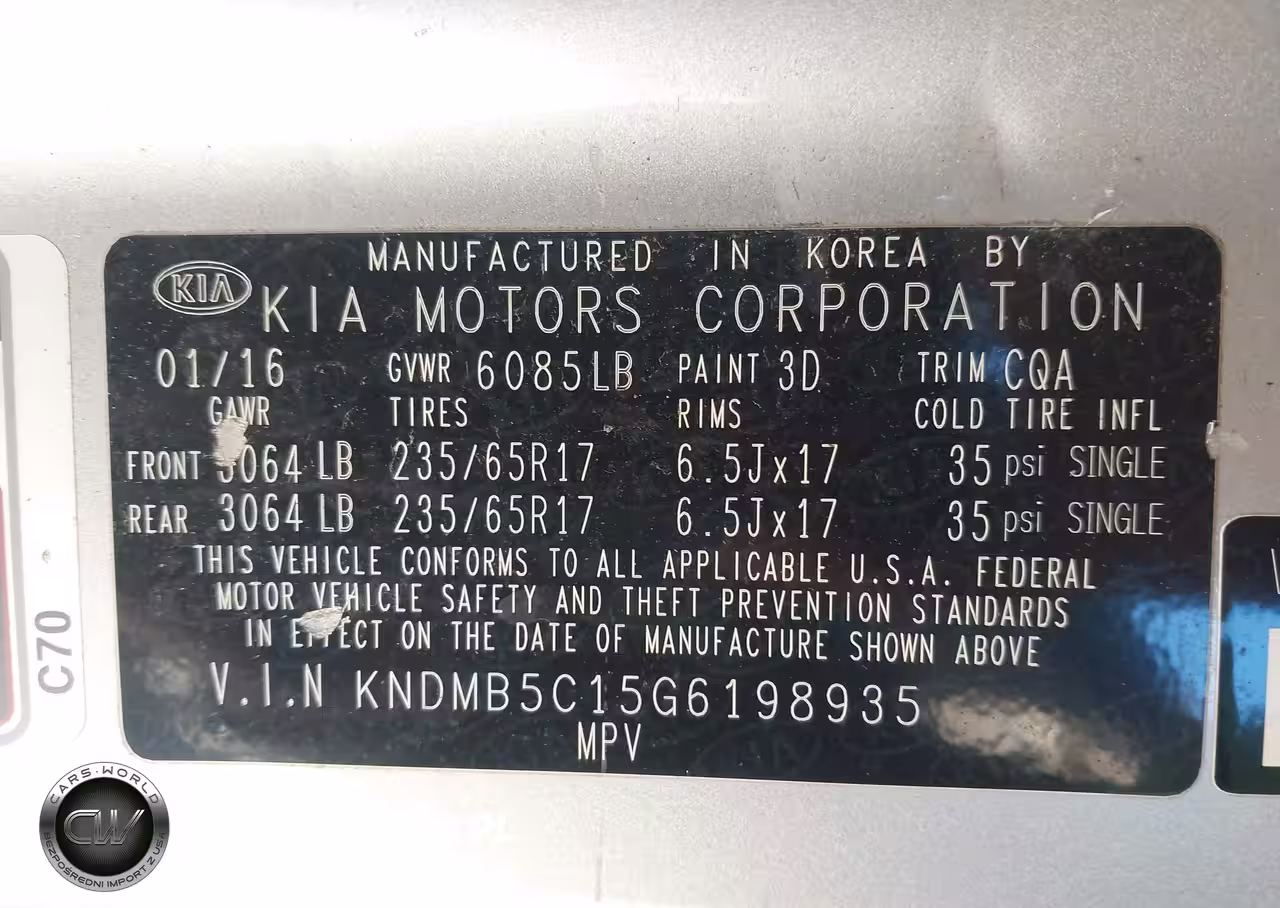 MANUFACTURED IN KOREA BY
KIA KIA MOTORS CORPORATION
01/16 GVWR 6085LB PAINT 3D TRIM CQA
GAWR TIRES RIMS COLD TIRE INFL
FRONT 3064 LB 235/65R17 6.5Jx17 35 psi SINGLE
REAR 3064 LB 235/65R17 6.5Jx17 35 psi SINGLE
THIS VEHICLE CONFORMS TO ALL APPLICABLE U.S.A. FEDERAL
MOTOR VEHICLE SAFETY AND THEFT PREVENTION STANDARDS
IN EFFECT ON THE DATE OF MANUFACTURE SHOWN ABOVE
V.I.N KNDMB5C15G6198935
MPV
C70
CARS·WORLD
CW
BEZPOŚREDNI IMPORT Z USA